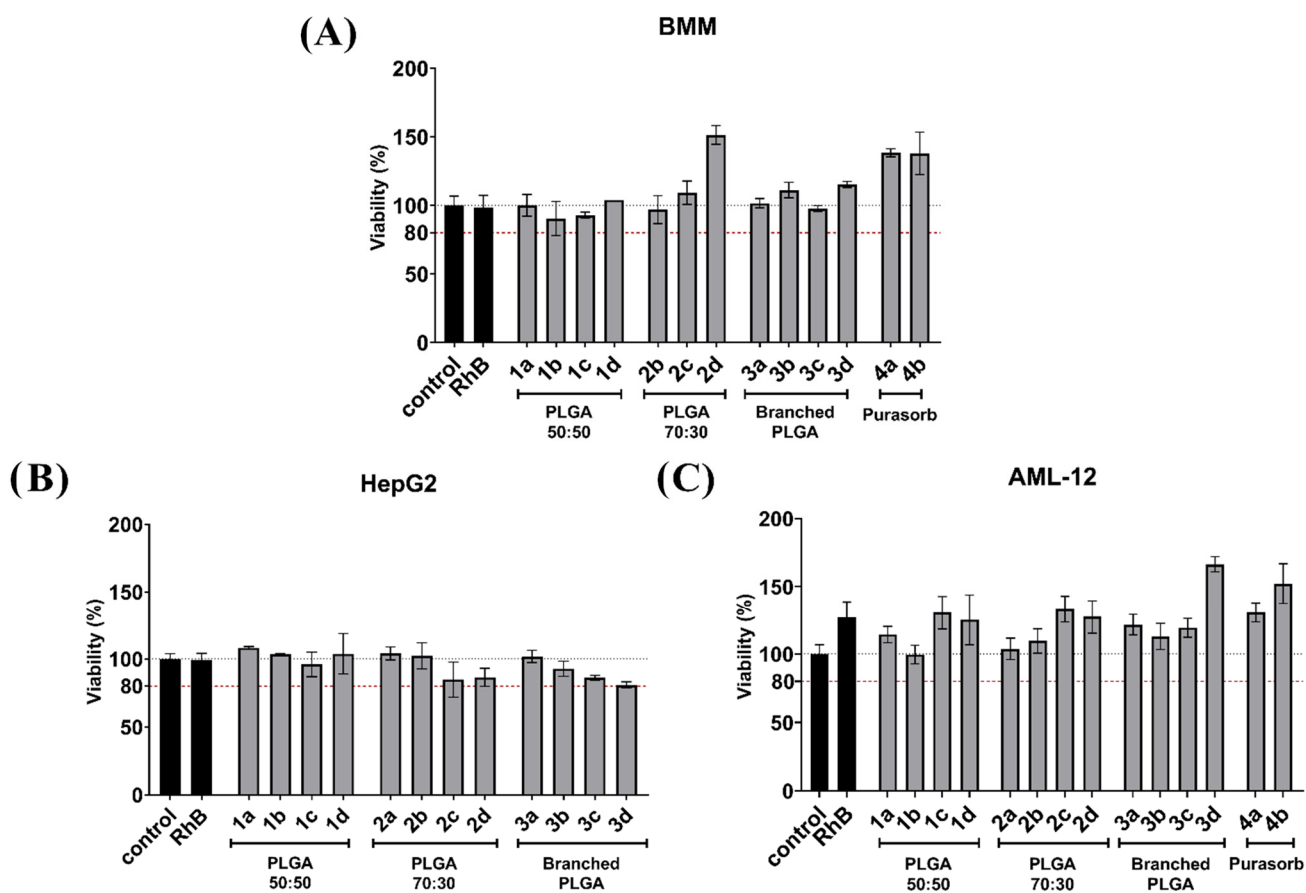 (A)
BMM
Viability (%)
200
150
100
80
50
0
control RhB 1a 1b 1c 1d 2b 2c 2d 3a 3b 3c 3d 4a 4b
PLGA 50:50
PLGA 70:30
Branched PLGA
Purasorb
(B)
HepG2
Viability (%)
200
150
100
80
50
0
control RhB 1a 1b 1c 1d 2a 2b 2c 2d 3a 3b 3c 3d
PLGA 50:50
PLGA 70:30
Branched PLGA
(C)
AML-12
Viability (%)
200
150
100
80
50
0
control RhB 1a 1b 1c 1d 2a 2b 2c 2d 3a 3b 3c 3d 4a 4b
PLGA 50:50
PLGA 70:30
Branched PLGA
Purasorb